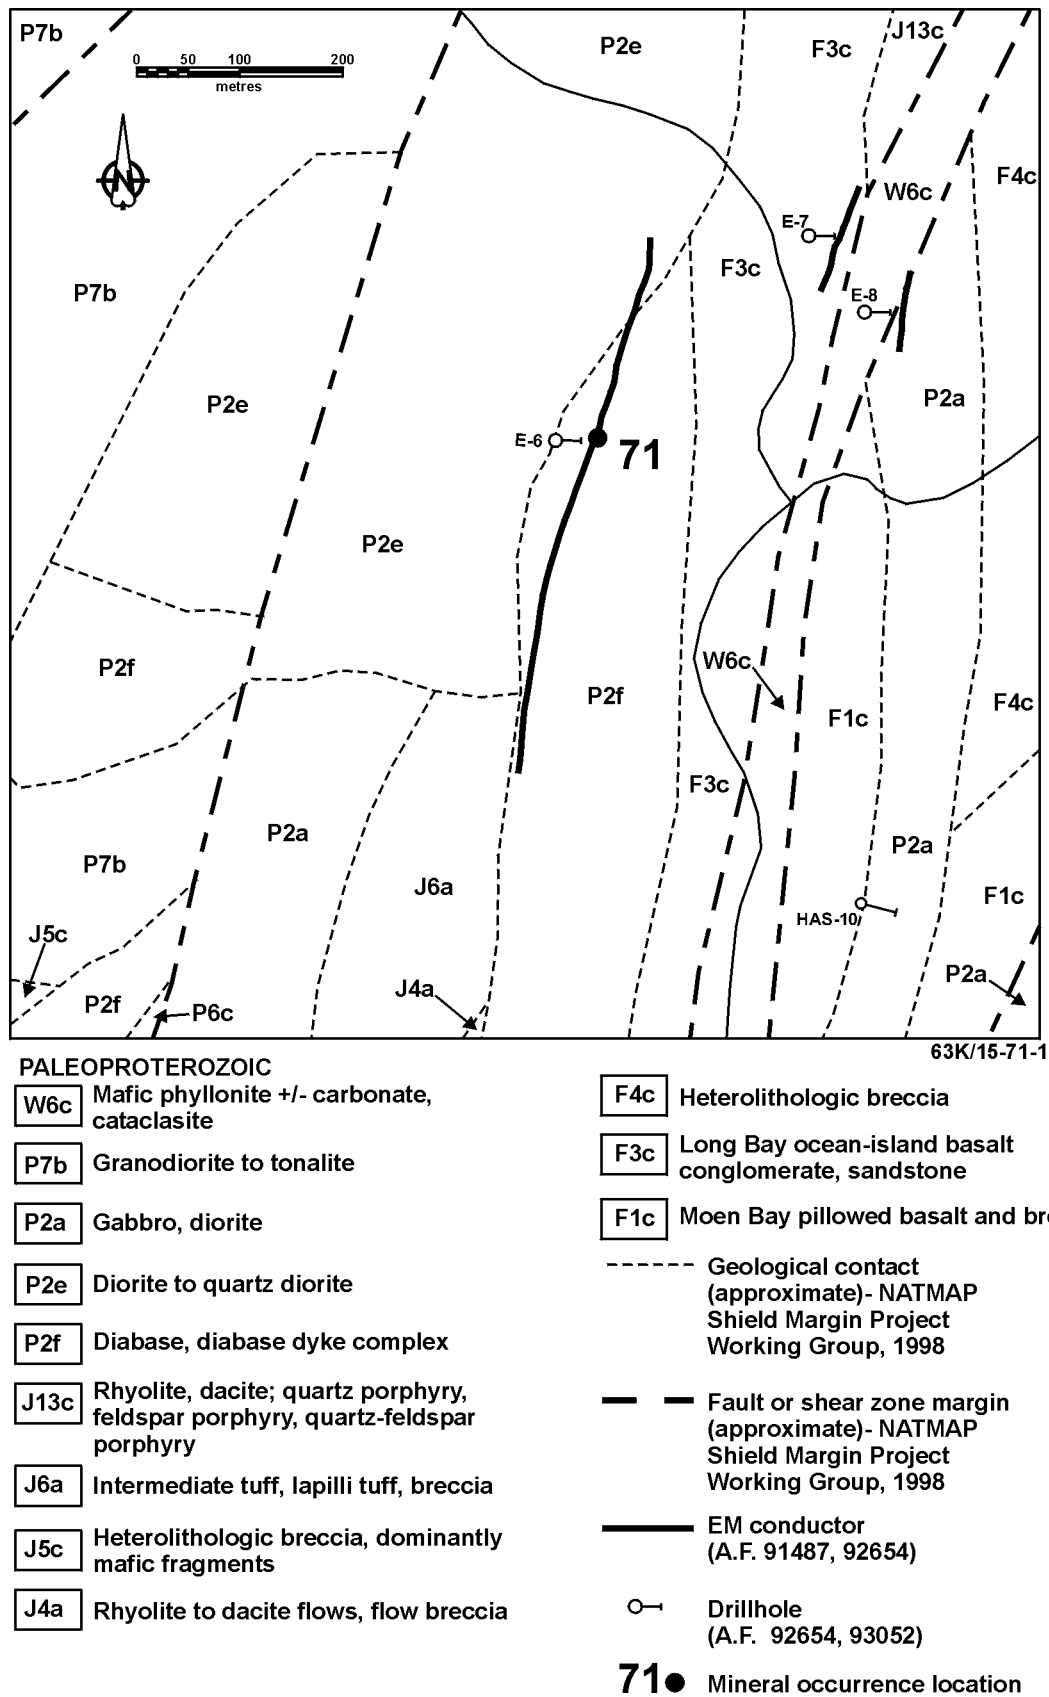 P7b
P2e
F3c
J13c
0 50 100 200
metres
N
F4c
W6c
E-7
F3c
P7b
E-8
P2a
P2e
E-6
71
P2e
P2f
W6c
P2f
F4c
F1c
F3c
P2a
P2a
P7b
J6a
F1c
HAS-10
J5c
P2a
J4a
P2f
P6c
63K/15-71-1
PALEOPROTEROZOIC
W6c Mafic phyllonite +/- carbonate,
cataclasite
P7b Granodiorite to tonalite
P2a Gabbro, diorite
P2e Diorite to quartz diorite
P2f Diabase, diabase dyke complex
J13c Rhyolite, dacite; quartz porphyry,
feldspar porphyry, quartz-feldspar
porphyry
J6a Intermediate tuff, lapilli tuff, breccia
J5c Heterolithologic breccia, dominantly
mafic fragments
J4a Rhyolite to dacite flows, flow breccia
F4c Heterolithologic breccia
F3c Long Bay ocean-island basalt
conglomerate, sandstone
F1c Moen Bay pillowed basalt and
Geological contact
(approximate)- NATMAP
Shield Margin Project
Working Group, 1998
Fault or shear zone margin
(approximate)- NATMAP
Shield Margin Project
Working Group, 1998
EM conductor
(A.F. 91487, 92654)
Drillhole
(A.F. 92654, 93052)
71 Mineral occurrence location